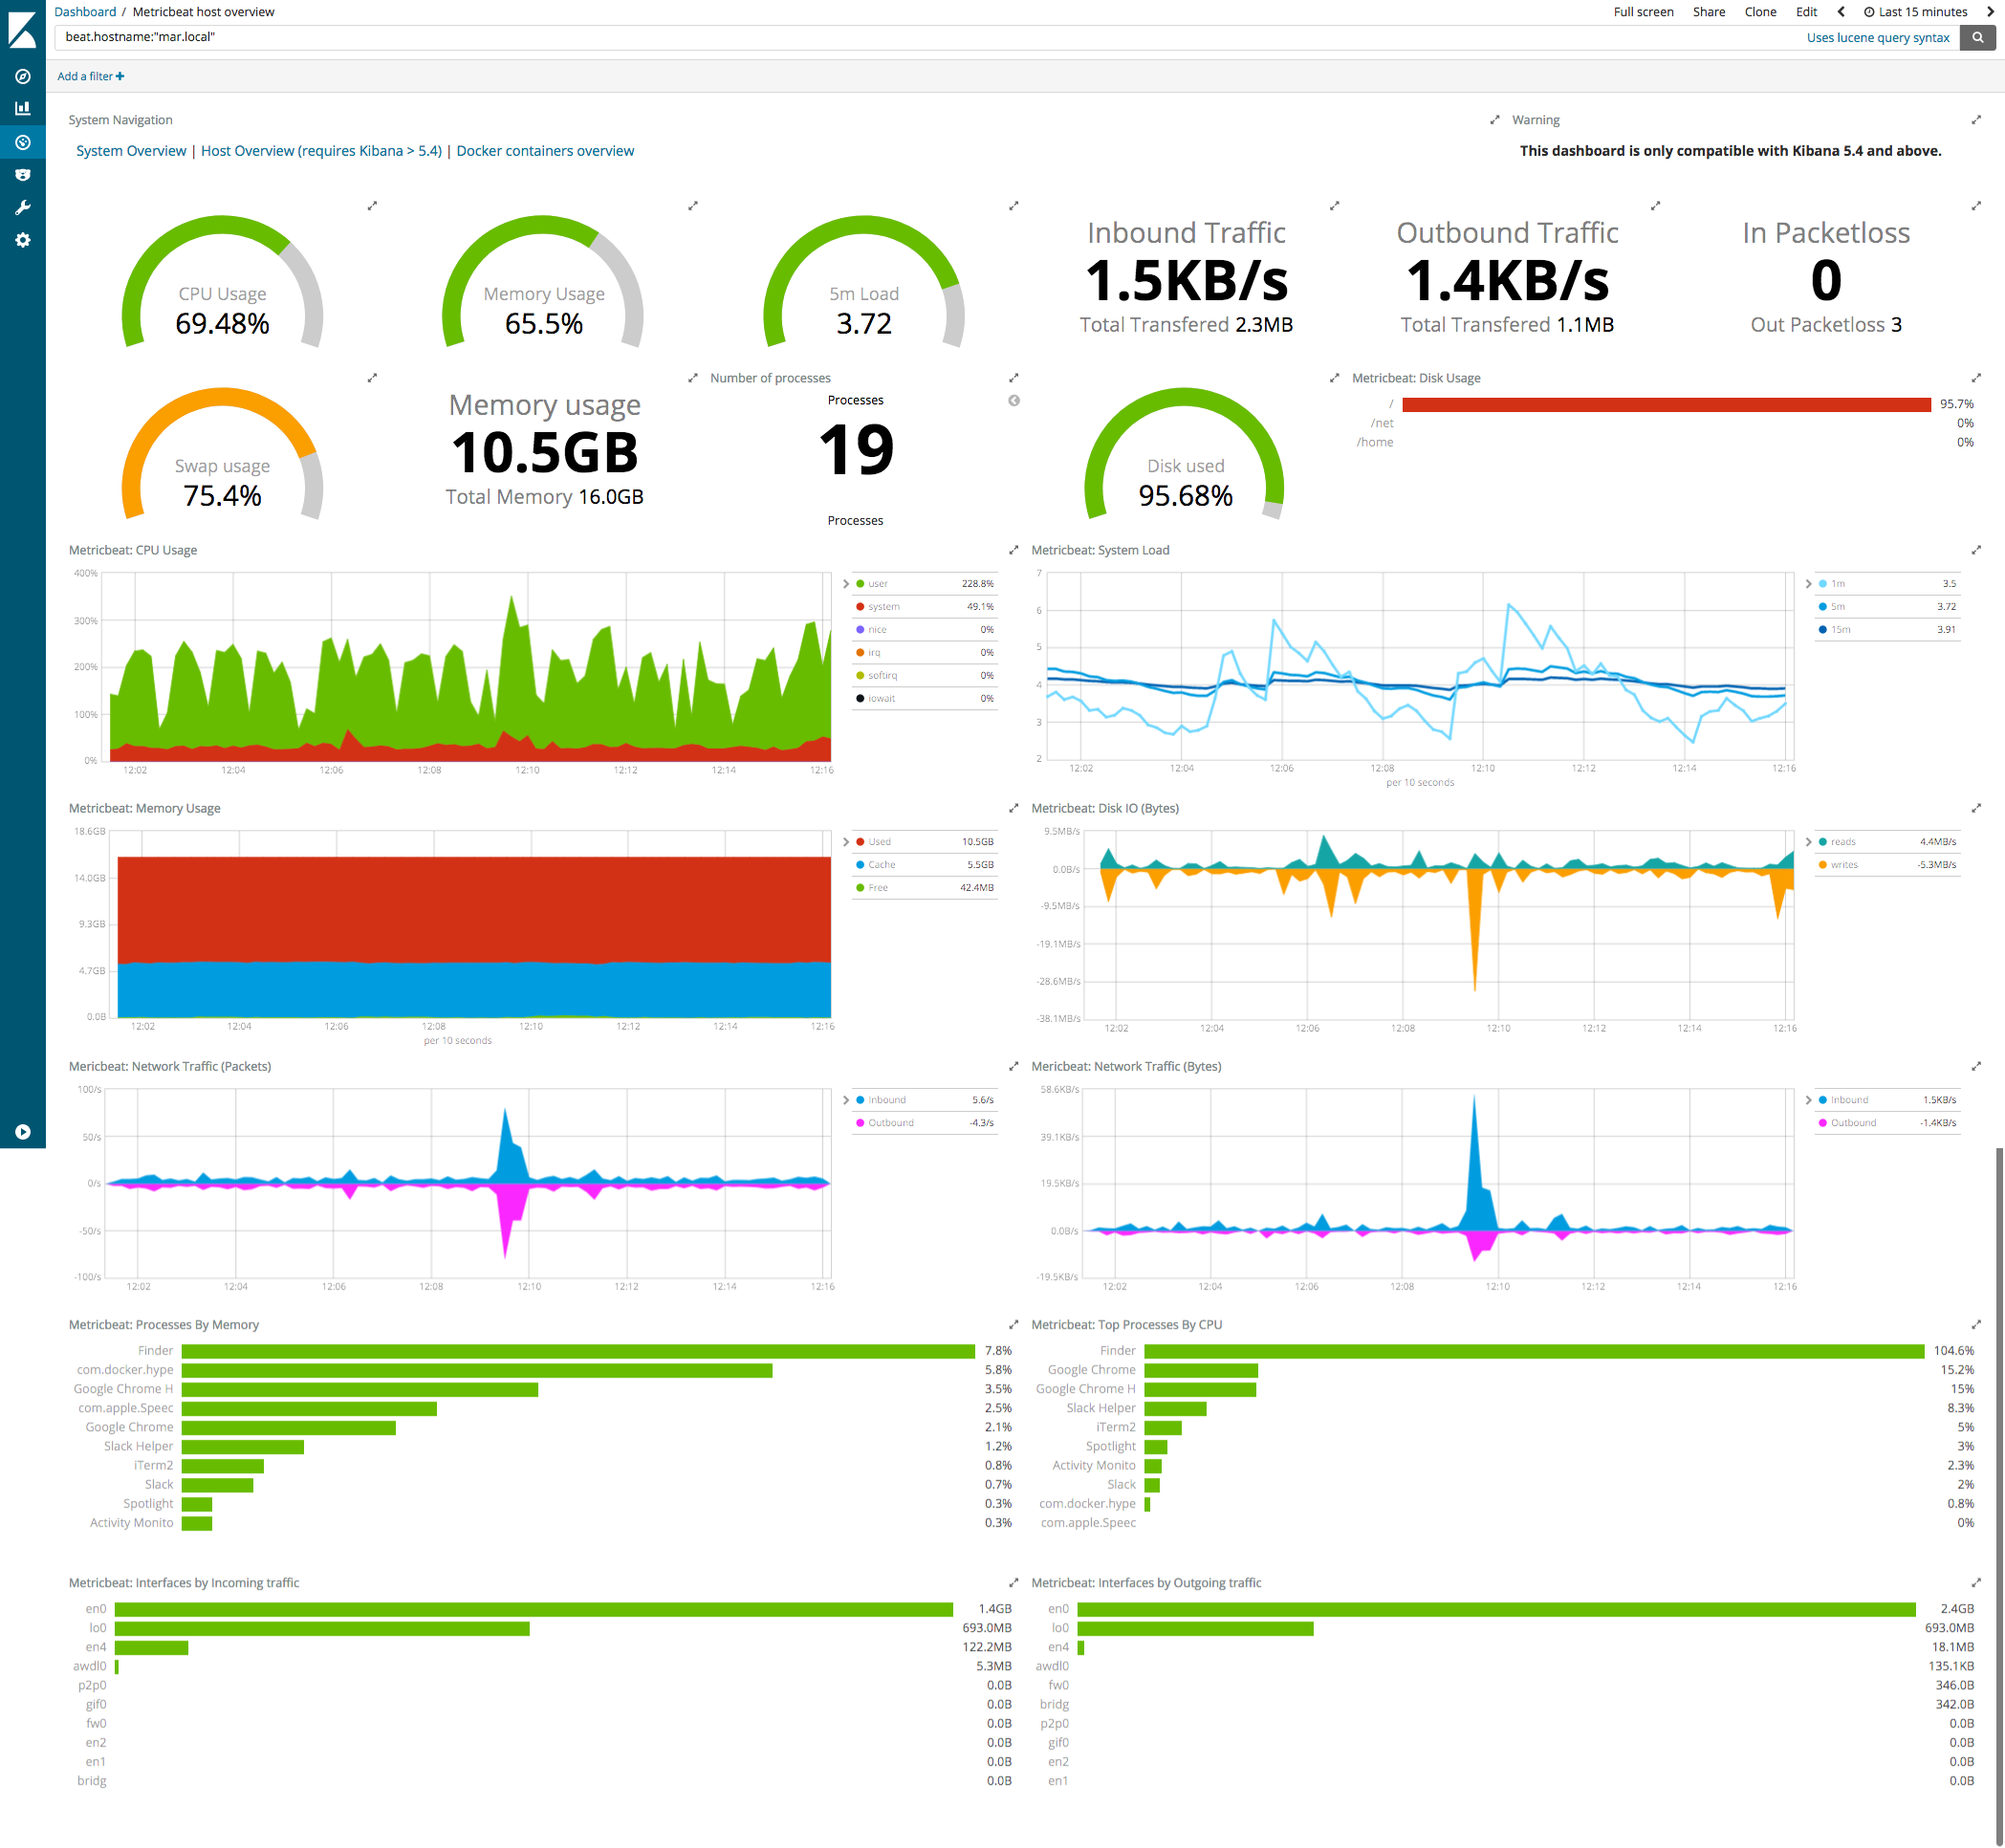 Dashboard / Metricbeat host overview
Full screen Share Clone Edit Last 15 minutes
beat.hostname:"mar.local"
Uses lucene query syntax
Add a filter
System Navigation
Warning
System Overview | Host Overview (requires Kibana > 5.4) | Docker containers overview
This dashboard is only compatible with Kibana 5.4 and above.
CPU Usage
69.48%
Memory Usage
65.5%
5m Load
3.72
Inbound Traffic
1.5KB/s
Total Transfered 2.3MB
Outbound Traffic
1.4KB/s
Total Transfered 1.1MB
In Packetloss
0
Out Packetloss 3
Swap usage
75.4%
Memory usage
10.5GB
Total Memory 16.0GB
Number of processes
Processes
19
Processes
Disk used
95.68%
Metricbeat: Disk Usage
/ 95.7%
/net 0%
/home 0%
Metricbeat: CPU Usage
400%
300%
200%
100%
0%
12:02 12:04 12:06 12:08 12:10 12:12 12:14 12:16
user 228.8%
system 49.1%
nice 0%
irq 0%
softirq 0%
iowait 0%
Metricbeat: System Load
7
6
5
4
3
2
12:02 12:04 12:06 12:08 12:10 12:12 12:14 12:16
per 10 seconds
1m 3.5
5m 3.72
15m 3.91
Metricbeat: Memory Usage
18.6GB
14.0GB
9.3GB
4.7GB
0.0B
12:02 12:04 12:06 12:08 12:10 12:12 12:14 12:16
per 10 seconds
Used 10.5GB
Cache 5.5GB
Free 42.4MB
Metricbeat: Disk IO (Bytes)
9.5MB/s
0.0B/s
-9.5MB/s
-19.1MB/s
-28.6MB/s
-38.1MB/s
12:02 12:04 12:06 12:08 12:10 12:12 12:14 12:16
reads 4.4MB/s
writes -5.3MB/s
Mericbeat: Network Traffic (Packets)
100/s
50/s
0/s
-50/s
-100/s
12:02 12:04 12:06 12:08 12:10 12:12 12:14 12:16
Inbound 5.6/s
Outbound -4.3/s
Mericbeat: Network Traffic (Bytes)
58.6KB/s
39.1KB/s
19.5KB/s
0.0B/s
-19.5KB/s
12:02 12:04 12:06 12:08 12:10 12:12 12:14 12:16
Inbound 1.5KB/s
Outbound -1.4KB/s
Metricbeat: Processes By Memory
Finder 7.8%
com.docker.hype 5.8%
Google Chrome H 3.5%
com.apple.Speec 2.5%
Google Chrome 2.1%
Slack Helper 1.2%
iTerm2 0.8%
Slack 0.7%
Spotlight 0.3%
Activity Monito 0.3%
Metricbeat: Top Processes By CPU
Finder 104.6%
Google Chrome 15.2%
Google Chrome H 15%
Slack Helper 8.3%
iTerm2 5%
Spotlight 3%
Activity Monito 2.3%
Slack 2%
com.docker.hype 0.8%
com.apple.Speec 0%
Metricbeat: Interfaces by Incoming traffic
en0 1.4GB
lo0 693.0MB
en4 122.2MB
awdl0 5.3MB
p2p0 0.0B
gif0 0.0B
fw0 0.0B
en2 0.0B
en1 0.0B
bridg 0.0B
Metricbeat: Interfaces by Outgoing traffic
en0 2.4GB
lo0 693.0MB
en4 18.1MB
awdl0 135.1KB
fw0 346.0B
bridg 342.0B
p2p0 0.0B
gif0 0.0B
en2 0.0B
en1 0.0B